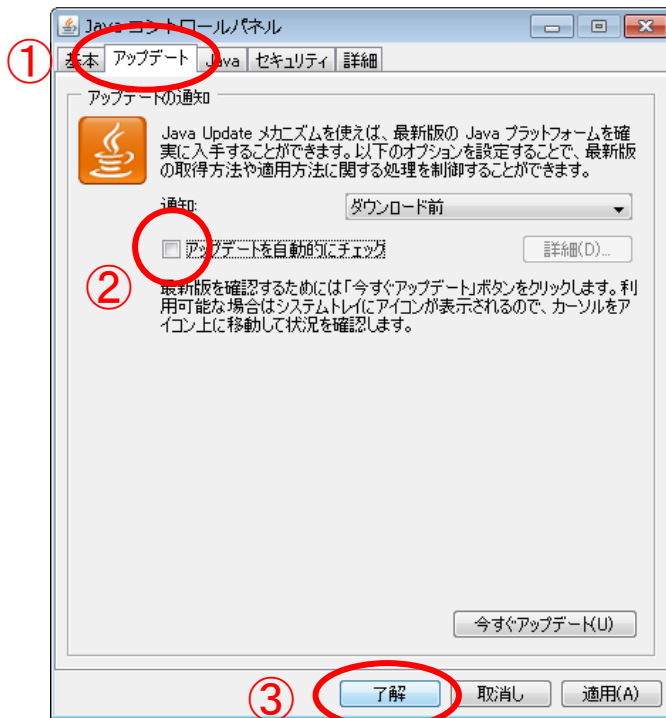 Java コントロールパネル
①
基本 アップデート Java セキュリティ 詳細
アップデートの通知
Java Update メカニズムを使えば、最新版の Java プラットフォームを確
実に入手することができます。以下のオプションを設定することで、最新版
の取得方法や適用方法に関する処理を制御することができます。
通知: ダウンロード前
アップデートを自動的にチェック 詳細(D)...
②
最新版を確認するためには「今すぐアップデート」ボタンをクリックします。利
用可能な場合はシステムトレイにアイコンが表示されるので、カーソルをア
イコン上に移動して状況を確認します。
今すぐアップデート(U)
③
了解 取消し 適用(A)